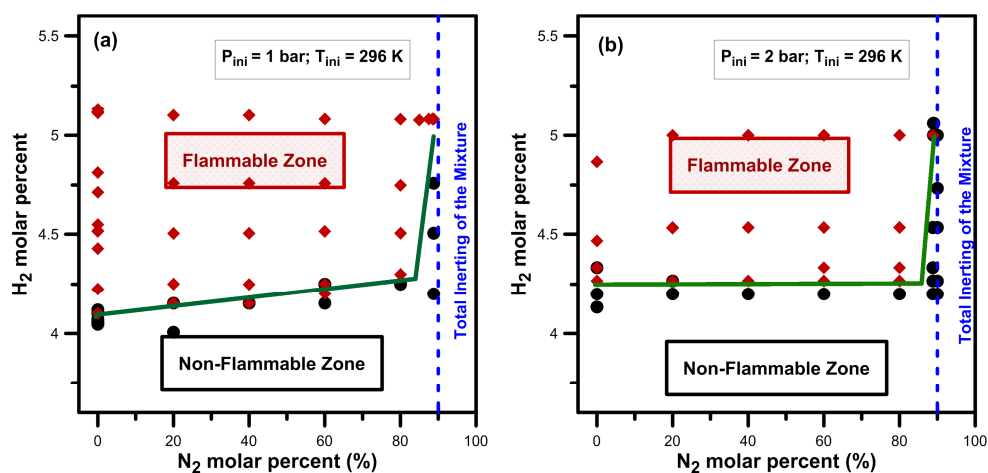 (a)
P_ini = 1 bar; T_ini = 296 K
Flammable Zone
Non-Flammable Zone
Total Inerting of the Mixture
H₂ molar percent
5.5
5
4.5
4
0 20 40 60 80 100
N₂ molar percent (%)
(b)
P_ini = 2 bar; T_ini = 296 K
Flammable Zone
Non-Flammable Zone
Total Inerting of the Mixture
H₂ molar percent
5.5
5
4.5
4
0 20 40 60 80 100
N₂ molar percent (%)